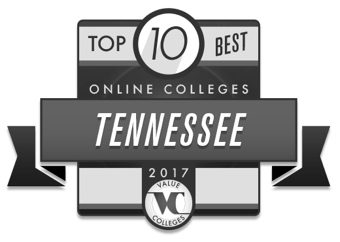 TOP 10 BEST
ONLINE COLLEGES
TENNESSEE
2017
VALUE
VC
COLLEGES